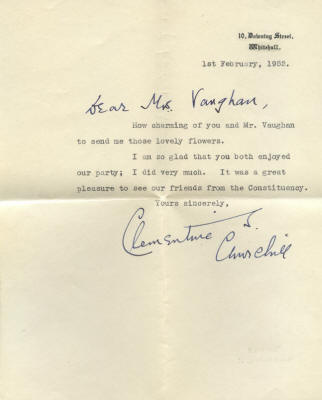 10, Downing Street,
Whitehall.
1st February, 1952.
Dear Mrs. Vaughan,
How charming of you and Mr. Vaughan
to send me those lovely flowers.
I am so glad that you both enjoyed
our party; I did very much. It was a great
pleasure to see our friends from the Constituency.
Yours sincerely,
Clementine S.
Churchill